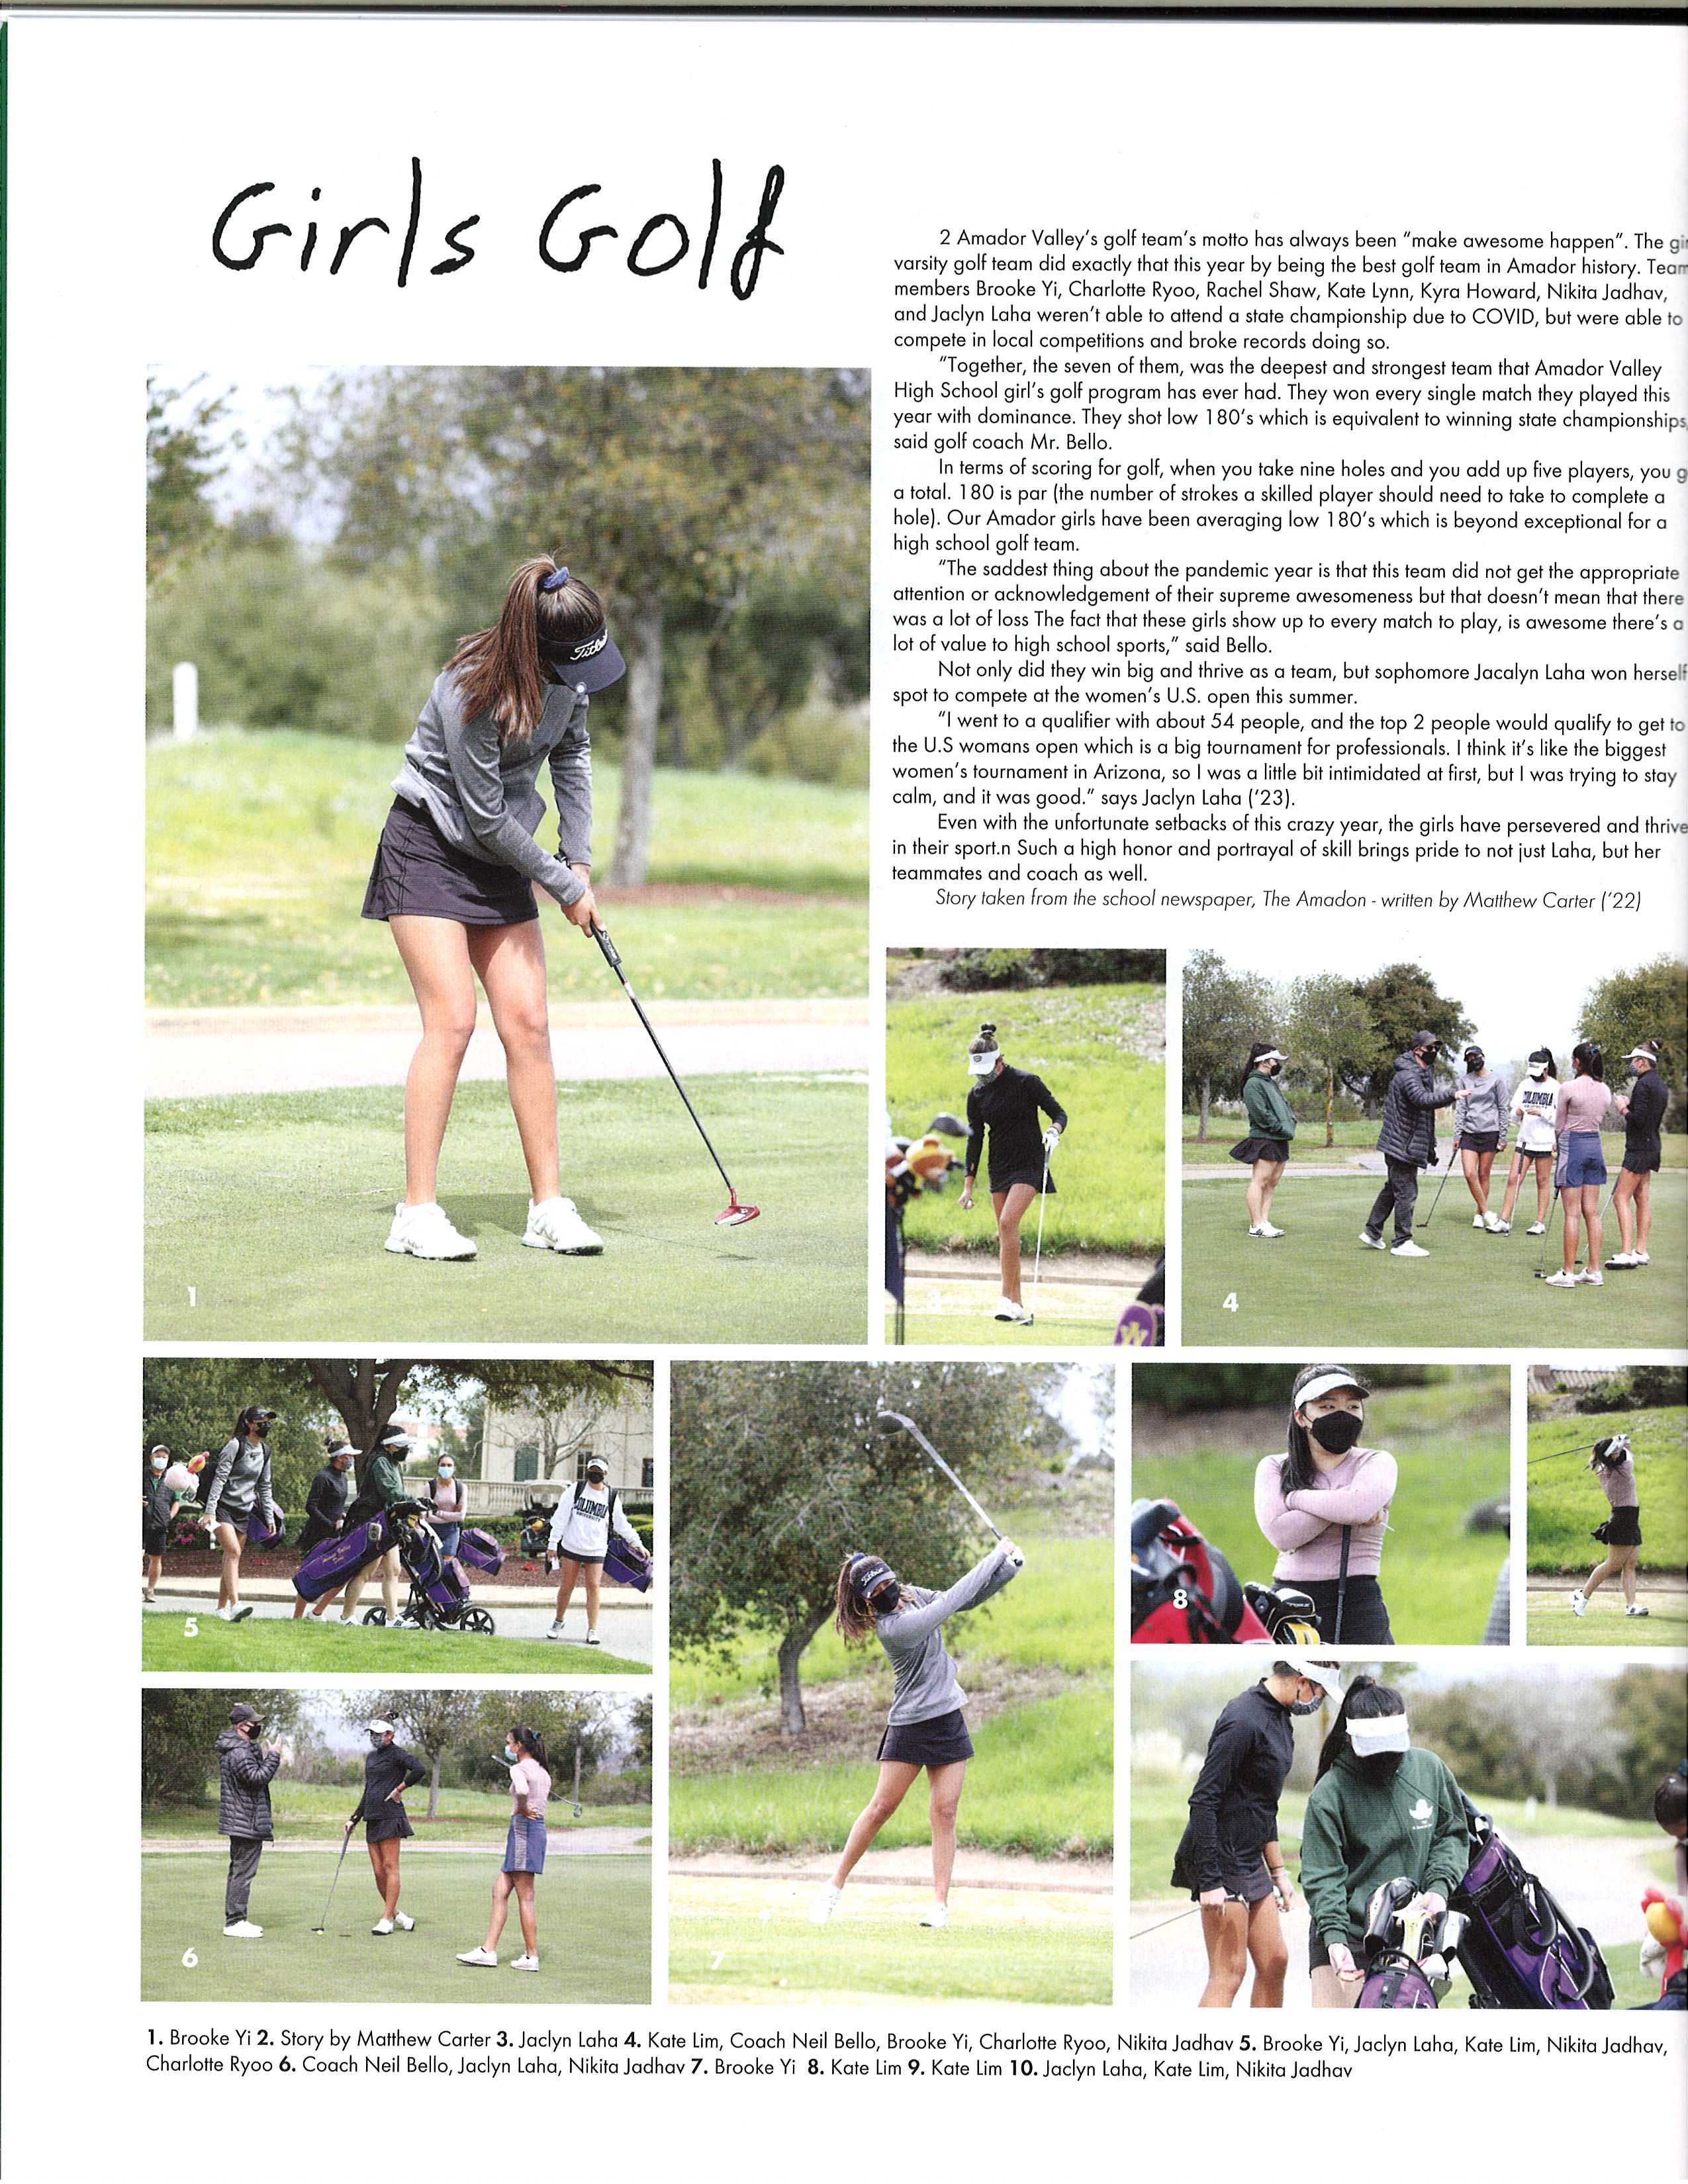 Girls Golf
2 Amador Valley's golf team's motto has always been "make awesome happen". The
varsity golf team did exactly that this year by being the best golf team in Amador history. Team
members Brooke Yi, Charlotte Ryoo, Rachel Shaw, Kate Lynn, Kyra Howard, Nikita Jadhav,
and Jaclyn Laha weren't able to attend a state championship due to COVID, but were able to
compete in local competitions and broke records doing so.
"Together, the seven of them, was the deepest and strongest team that Amador Valley
High School girl's golf program has ever had. They won every single match they played this
year with dominance. They shot low 180's which is equivalent to winning state championships,
said golf coach Mr. Bello.
In terms of scoring for golf, when you take nine holes and you add up five players, you
a total. 180 is par (the number of strokes a skilled player should need to take to complete a
hole). Our Amador girls have been averaging low 180's which is beyond exceptional for a
high school golf team.
"The saddest thing about the pandemic year is that this team did not get the appropriate
attention or acknowledgement of their supreme awesomeness but that doesn't mean that there
was a lot of loss The fact that these girls show up to every match to play, is awesome there's a
lot of value to high school sports," said Bello.
Not only did they win big and thrive as a team, but sophomore Jacalyn Laha won herself
spot to compete at the women's U.S. open this summer.
"I went to a qualifier with about 54 people, and the top 2 people would qualify to get to
the U.S womans open which is a big tournament for professionals. I think it's like the biggest
women's tournament in Arizona, so I was a little bit intimidated at first, but I was trying to stay
calm, and it was good." says Jaclyn Laha ('23).
Even with the unfortunate setbacks of this crazy year, the girls have persevered and thrive
in their sport.n Such a high honor and portrayal of skill brings pride to not just Laha, but her
teammates and coach as well.
Story taken from the school newspaper, The Amadon - written by Matthew Carter ('22)
Titleist
1
COLUMBIA
4
COLUMBIA
UNIVERSITY
5
Titleist
7
8
6
10
1. Brooke Yi 2. Story by Matthew Carter 3. Jaclyn Laha 4. Kate Lim, Coach Neil Bello, Brooke Yi, Charlotte Ryoo, Nikita Jadhav 5. Brooke Yi, Jaclyn Laha, Kate Lim, Nikita Jadhav,
Charlotte Ryoo 6. Coach Neil Bello, Jaclyn Laha, Nikita Jadhav 7. Brooke Yi 8. Kate Lim 9. Kate Lim 10. Jaclyn Laha, Kate Lim, Nikita Jadhav